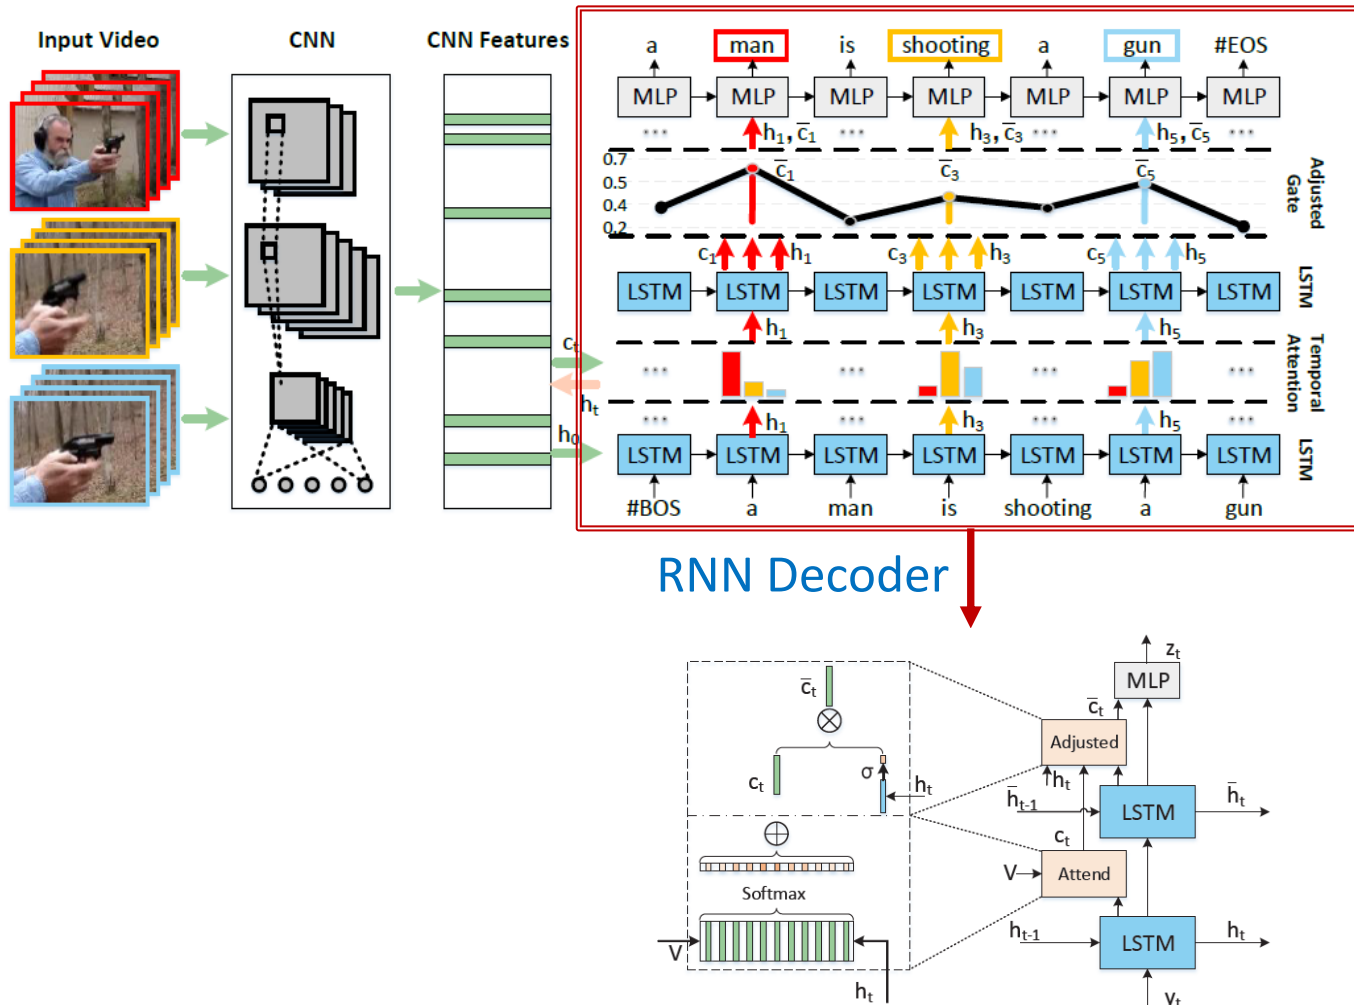 Input Video CNN CNN Features
a man is shooting a gun #EOS
MLP MLP MLP MLP MLP MLP MLP
... h₁, c̄₁ ... h₃, c̄₃ ... h₅, c̄₅ ...
0.7
0.5
0.4
0.2
c̄₁ c̄₃ c̄₅
Adjusted
Gate
c₁ h₁ c₃ h₃ c₅ h₅
LSTM LSTM LSTM LSTM LSTM LSTM LSTM
LSTM
h₁ h₃ h₅
cₜ
hₜ
h₀
... ... ... ...
Temporal
Attention
... h₁ ... h₃ ... h₅ ...
LSTM LSTM LSTM LSTM LSTM LSTM LSTM
LSTM
#BOS a man is shooting a gun
RNN Decoder
zₜ
MLP
c̄ₜ
Adjusted
hₜ
h̄ₜ₋₁ LSTM h̄ₜ
cₜ
V Attend
hₜ₋₁ LSTM hₜ
yₜ
c̄ₜ
cₜ σ hₜ
Softmax
V
hₜ